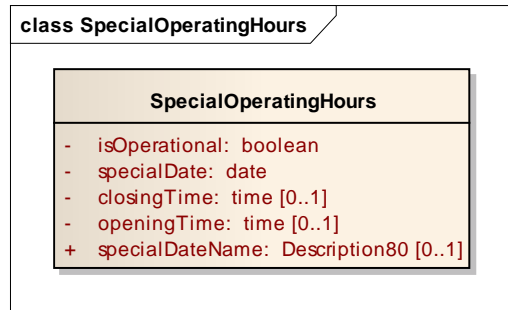 class SpecialOperatingHours
SpecialOperatingHours
- isOperational: boolean
- specialDate: date
- closingTime: time [0..1]
- openingTime: time [0..1]
+ specialDateName: Description80 [0..1]